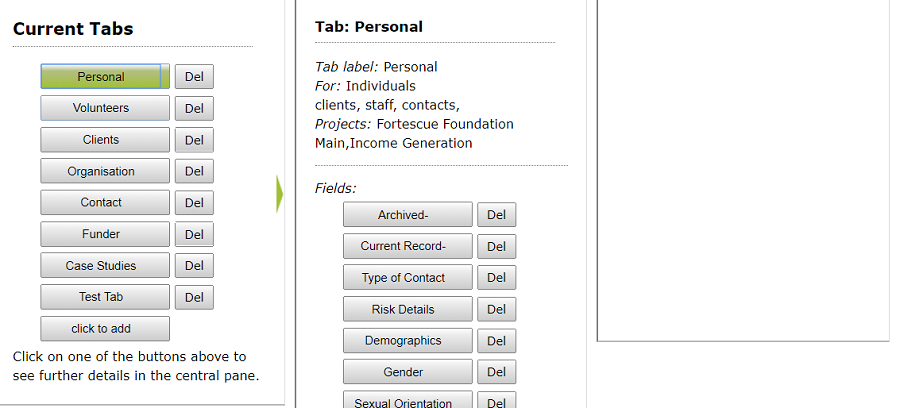 Current Tabs
Personal Del
Volunteers Del
Clients Del
Organisation Del
Contact Del
Funder Del
Case Studies Del
Test Tab Del
click to add
Click on one of the buttons above to
see further details in the central pane.
Tab: Personal
Tab label: Personal
For: Individuals
clients, staff, contacts,
Projects: Fortescue Foundation
Main,Income Generation
Fields:
Archived- Del
Current Record- Del
Type of Contact Del
Risk Details Del
Demographics Del
Gender Del
Sexual Orientation Del